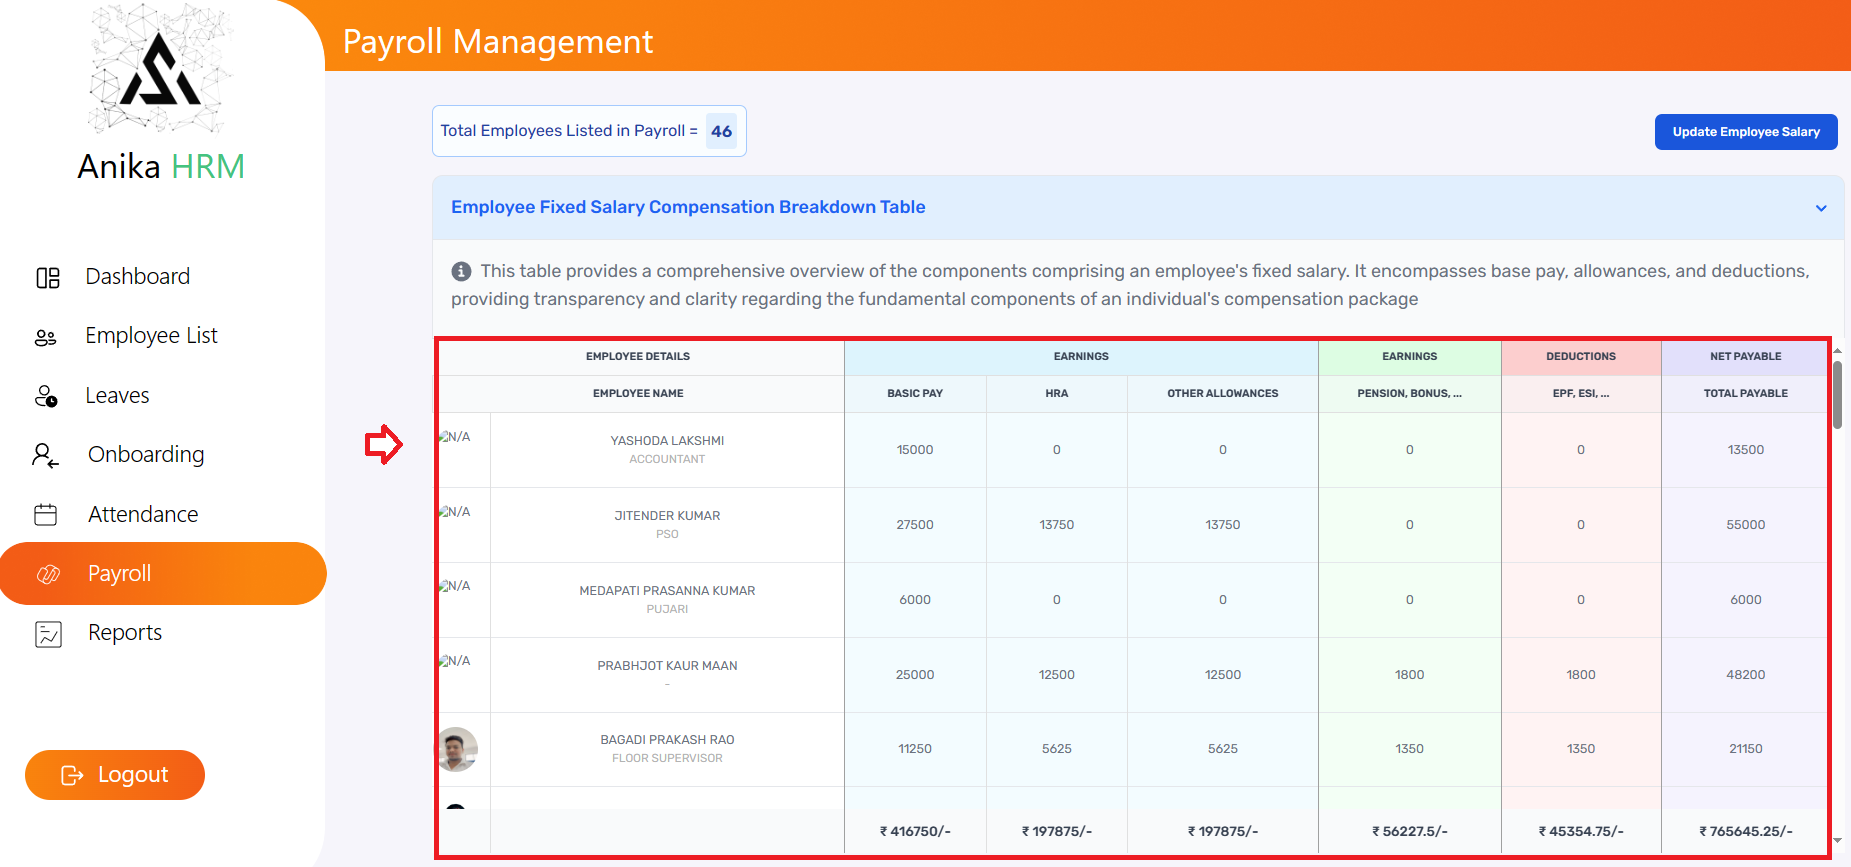 Payroll Management
Anika HRM
Dashboard
Employee List
Leaves
Onboarding
Attendance
Payroll
Reports
Logout
Total Employees Listed in Payroll = 46
Update Employee Salary
Employee Fixed Salary Compensation Breakdown Table
This table provides a comprehensive overview of the components comprising an employee's fixed salary. It encompasses base pay, allowances, and deductions,
providing transparency and clarity regarding the fundamental components of an individual's compensation package
EMPLOYEE DETAILS EARNINGS EARNINGS DEDUCTIONS NET PAYABLE
EMPLOYEE NAME BASIC PAY HRA OTHER ALLOWANCES PENSION, BONUS, ... EPF, ESI, ... TOTAL PAYABLE
N/A YASHODA LAKSHMI 15000 0 0 0 0 13500
ACCOUNTANT
N/A JITENDER KUMAR 27500 13750 13750 0 0 55000
PSO
N/A MEDAPATI PRASANNA KUMAR 6000 0 0 0 0 6000
PUJARI
N/A PRABHJOT KAUR MAAN 25000 12500 12500 1800 1800 48200
-
BAGADI PRAKASH RAO 11250 5625 5625 1350 1350 21150
FLOOR SUPERVISOR
₹ 416750/- ₹ 197875/- ₹ 197875/- ₹ 56227.5/- ₹ 45354.75/- ₹ 765645.25/-